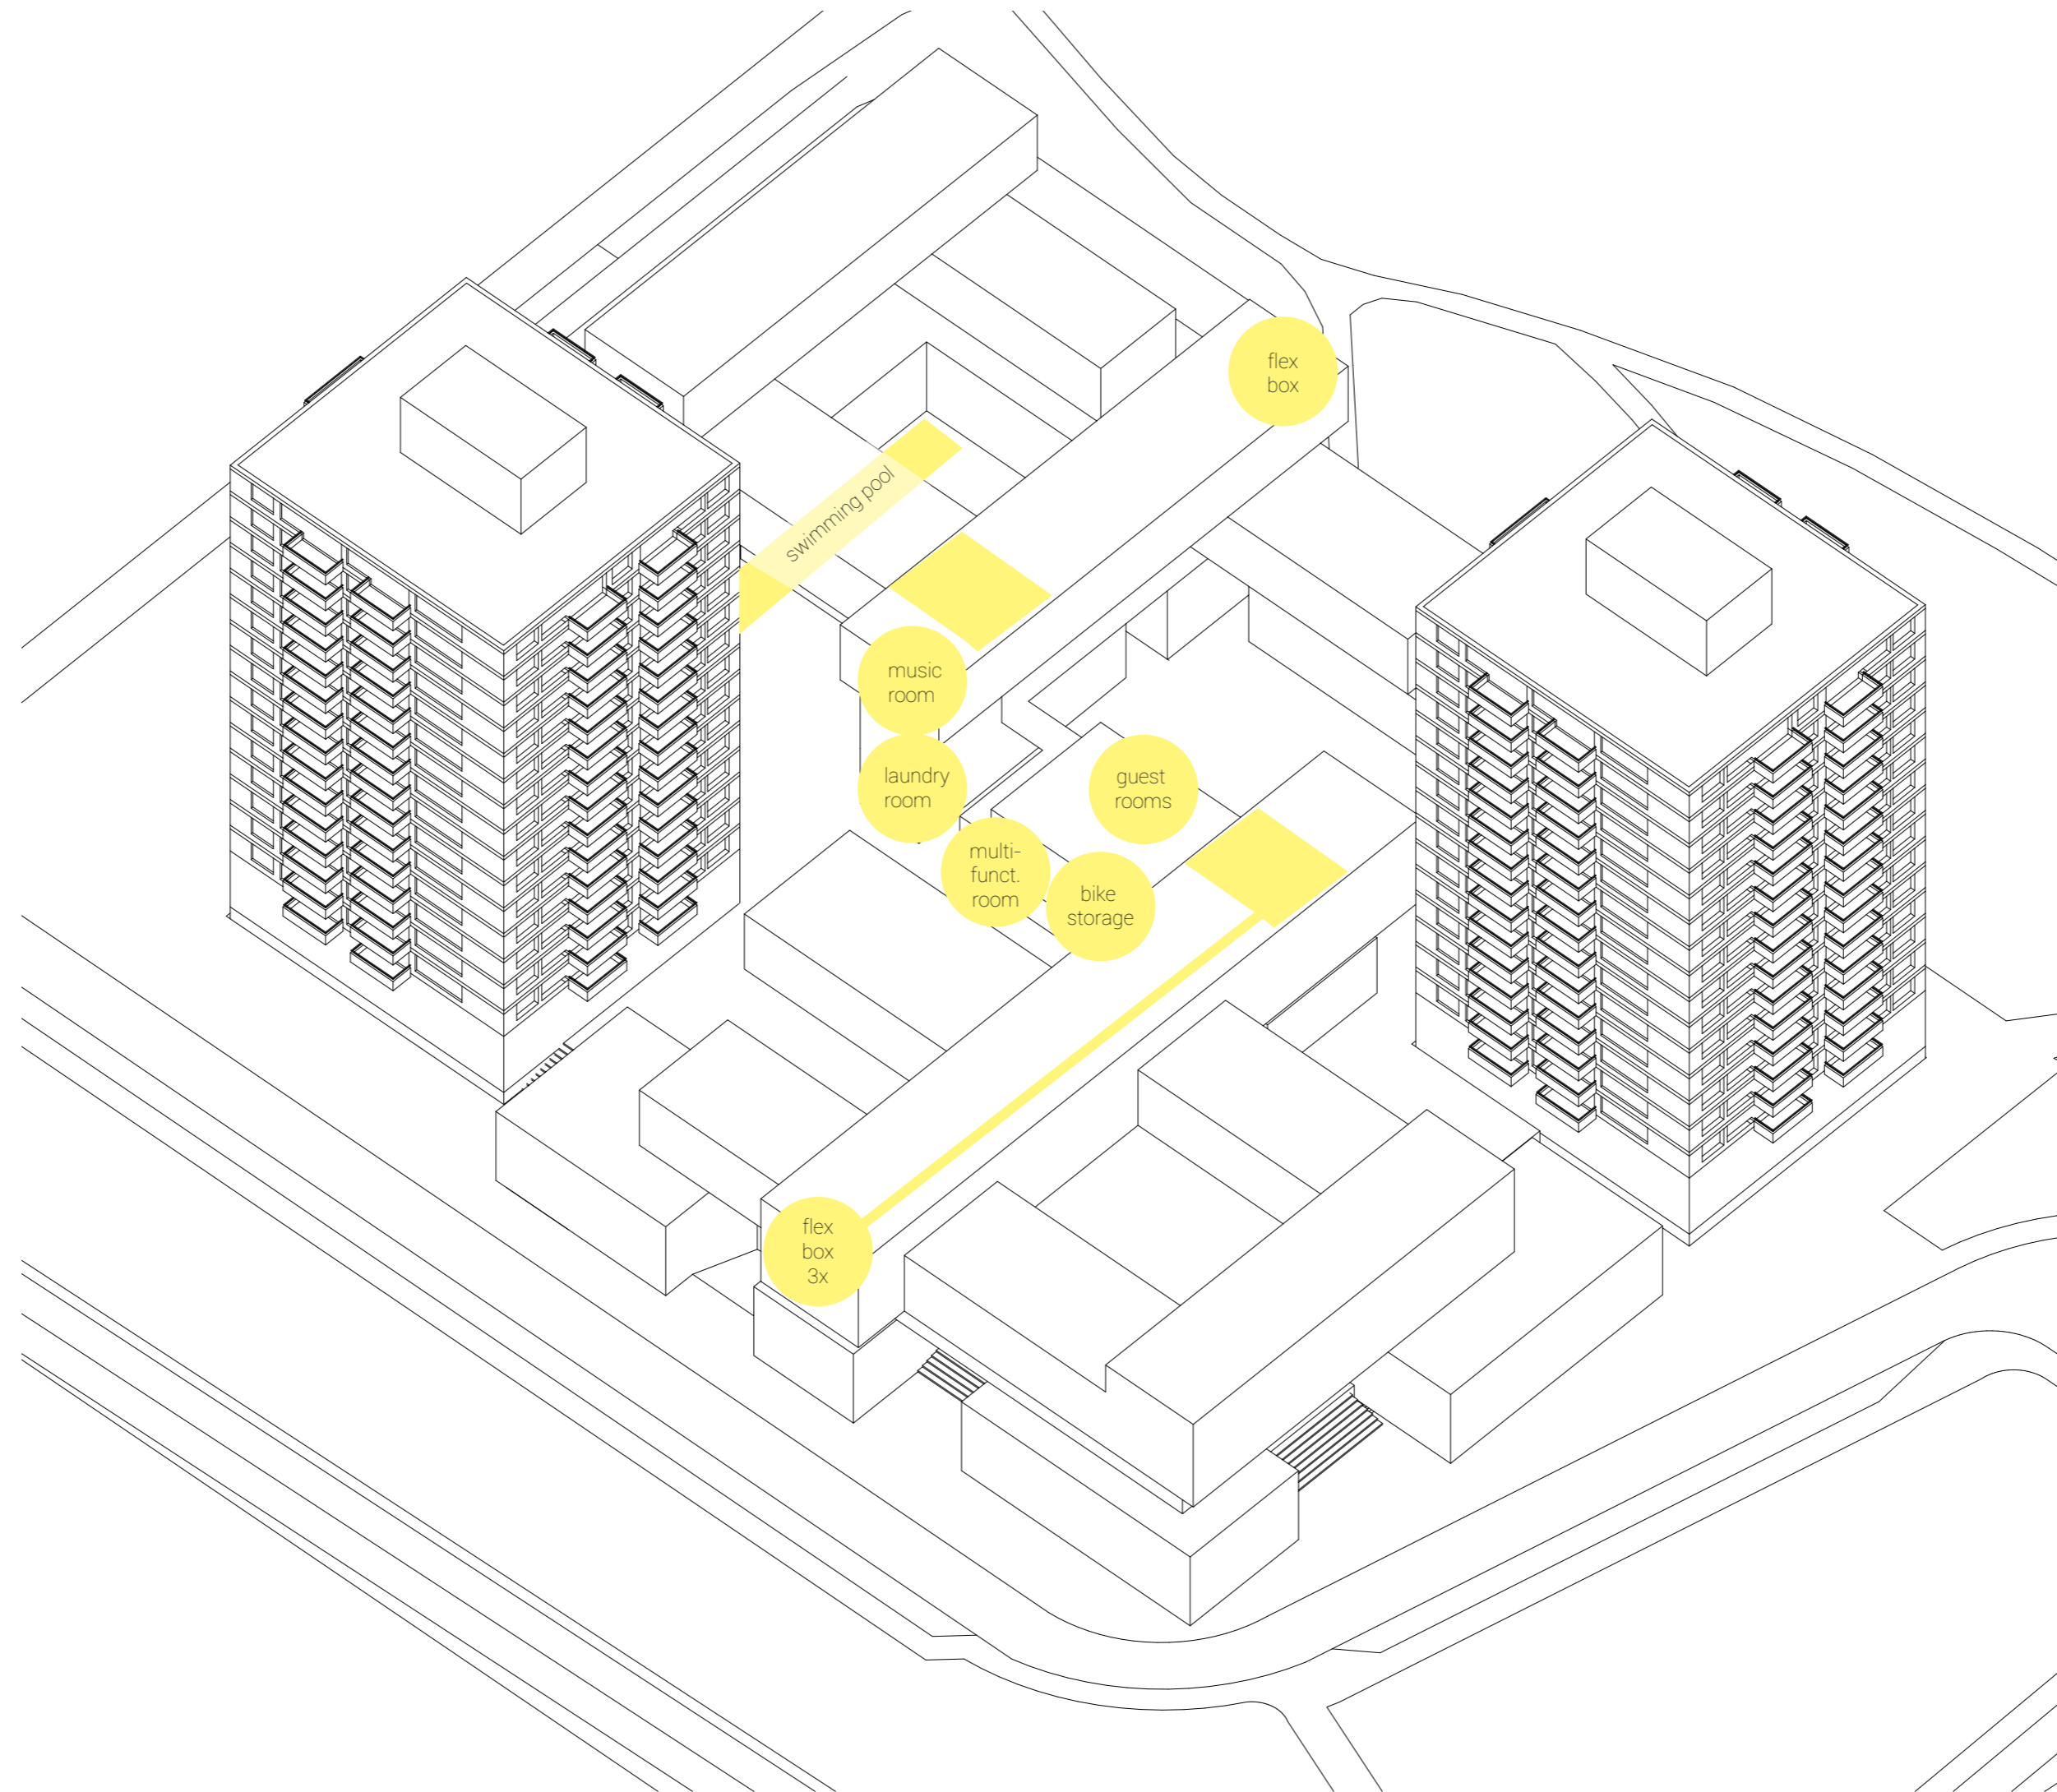 flex
box
swimming pool
music
room
laundry
room
guest
rooms
multi-
funct.
room
bike
storage
flex
box
3x